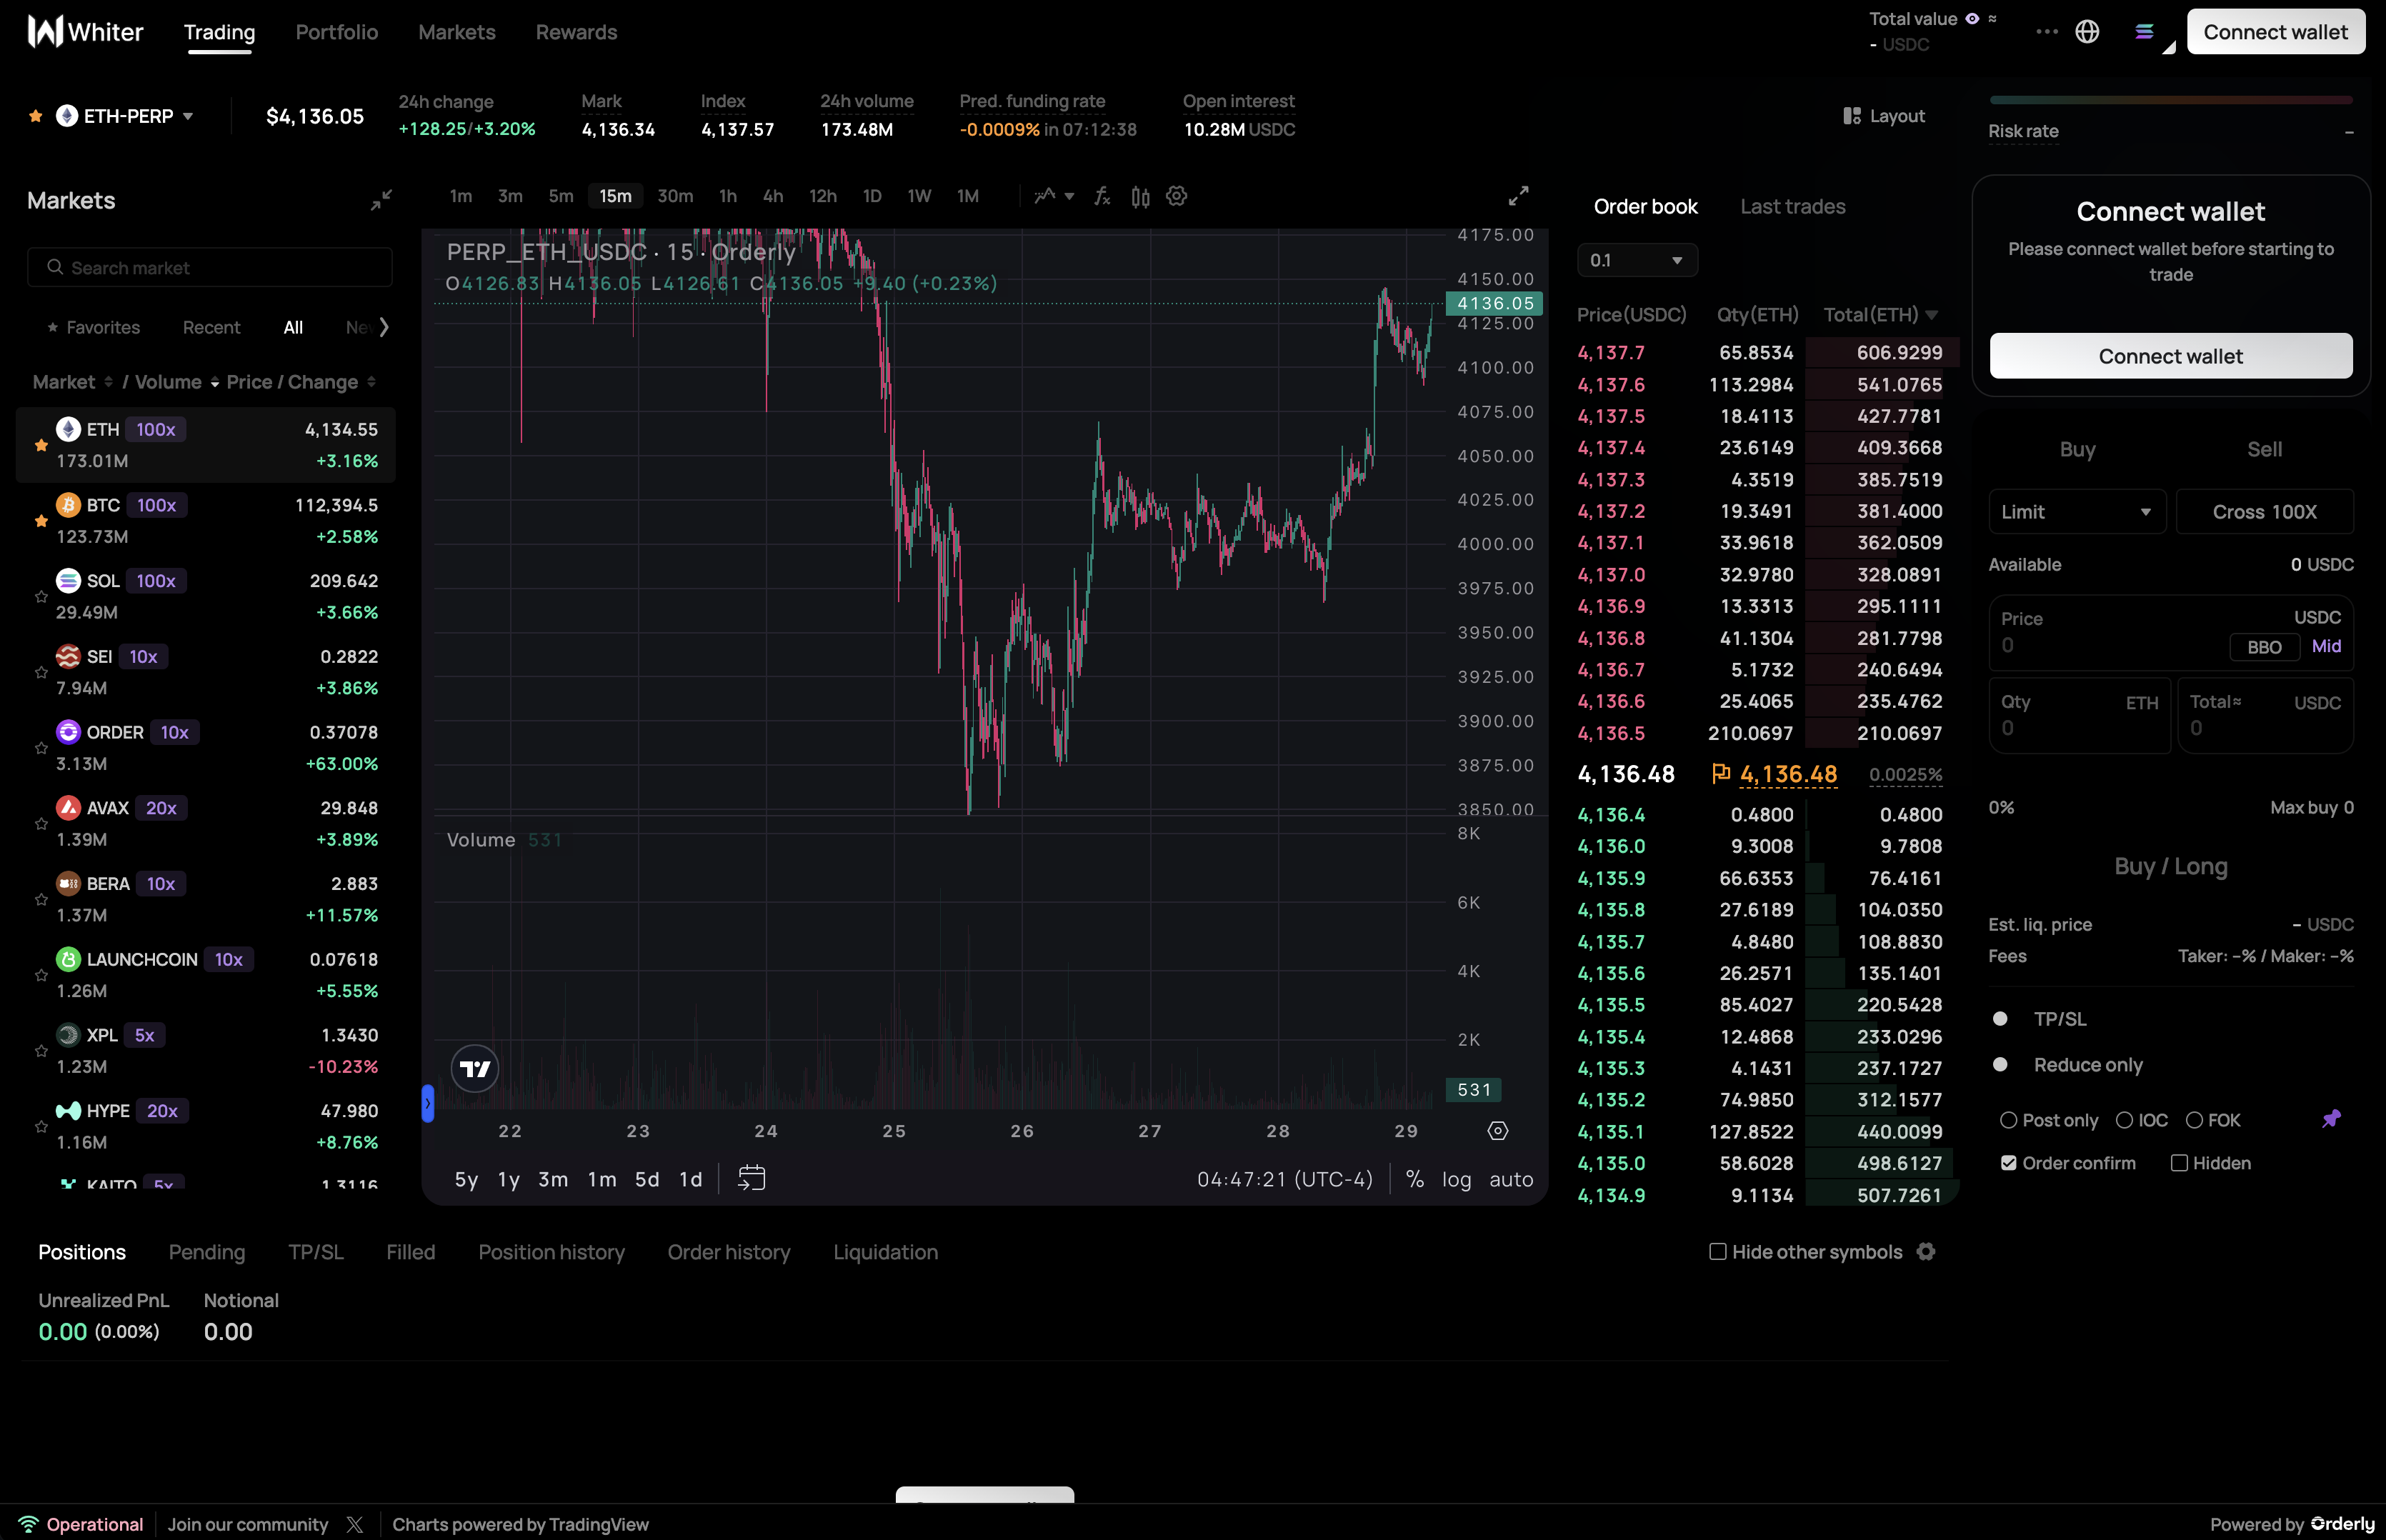 Whiter
Trading Portfolio Markets Rewards
Total value ≈
- USDC
Connect wallet
ETH-PERP
$4,136.05
24h change
+128.25/+3.20%
Mark
4,136.34
Index
4,137.57
24h volume
173.48M
Pred. funding rate
-0.0009% in 07:12:38
Open interest
10.28M USDC
Layout
Risk rate –
Markets
Search market
Favorites Recent All
Market / Volume Price / Change
ETH 100x 4,134.55
173.01M +3.16%
BTC 100x 112,394.5
123.73M +2.58%
SOL 100x 209.642
29.49M +3.66%
SEI 10x 0.2822
7.94M +3.86%
ORDER 10x 0.37078
3.13M +63.00%
AVAX 20x 29.848
1.39M +3.89%
BERA 10x 2.883
1.37M +11.57%
LAUNCHCOIN 10x 0.07618
1.26M +5.55%
XPL 5x 1.3430
1.23M -10.23%
HYPE 20x 47.980
1.16M +8.76%
KAITO 5x 1.3116
1m 3m 5m 15m 30m 1h 4h 12h 1D 1W 1M
PERP_ETH_USDC · 15 · Orderly
O4126.83 H4136.05 L4126.61 C4136.05 +9.40 (+0.23%)
4175.00
4150.00
4136.05
4125.00
4100.00
4075.00
4050.00
4025.00
4000.00
3975.00
3950.00
3925.00
3900.00
3875.00
3850.00
Volume 531
8K
6K
4K
2K
531
22 23 24 25 26 27 28 29
5y 1y 3m 1m 5d 1d
04:47:21 (UTC-4) % log auto
Order book Last trades
0.1
Price(USDC) Qty(ETH) Total(ETH)
4,137.7 65.8534 606.9299
4,137.6 113.2984 541.0765
4,137.5 18.4113 427.7781
4,137.4 23.6149 409.3668
4,137.3 4.3519 385.7519
4,137.2 19.3491 381.4000
4,137.1 33.9618 362.0509
4,137.0 32.9780 328.0891
4,136.9 13.3313 295.1111
4,136.8 41.1304 281.7798
4,136.7 5.1732 240.6494
4,136.6 25.4065 235.4762
4,136.5 210.0697 210.0697
4,136.48 4,136.48 0.0025%
4,136.4 0.4800 0.4800
4,136.0 9.3008 9.7808
4,135.9 66.6353 76.4161
4,135.8 27.6189 104.0350
4,135.7 4.8480 108.8830
4,135.6 26.2571 135.1401
4,135.5 85.4027 220.5428
4,135.4 12.4868 233.0296
4,135.3 4.1431 237.1727
4,135.2 74.9850 312.1577
4,135.1 127.8522 440.0099
4,135.0 58.6028 498.6127
4,134.9 9.1134 507.7261
Connect wallet
Please connect wallet before starting to
trade
Connect wallet
Buy Sell
Limit Cross 100X
Available 0 USDC
Price USDC
0 BBO Mid
Qty ETH Total≈ USDC
0 0
0% Max buy 0
Buy / Long
Est. liq. price – USDC
Fees Taker: –% / Maker: –%
TP/SL
Reduce only
Post only IOC FOK
Order confirm Hidden
Positions Pending TP/SL Filled Position history Order history Liquidation
Hide other symbols
Unrealized PnL Notional
0.00 (0.00%) 0.00
Operational Join our community Charts powered by TradingView
Powered by Orderly